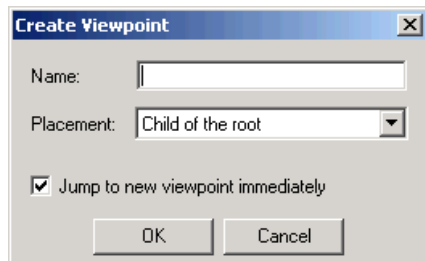 Create Viewpoint
Name:
Placement: Child of the root
Jump to new viewpoint immediately
OK Cancel